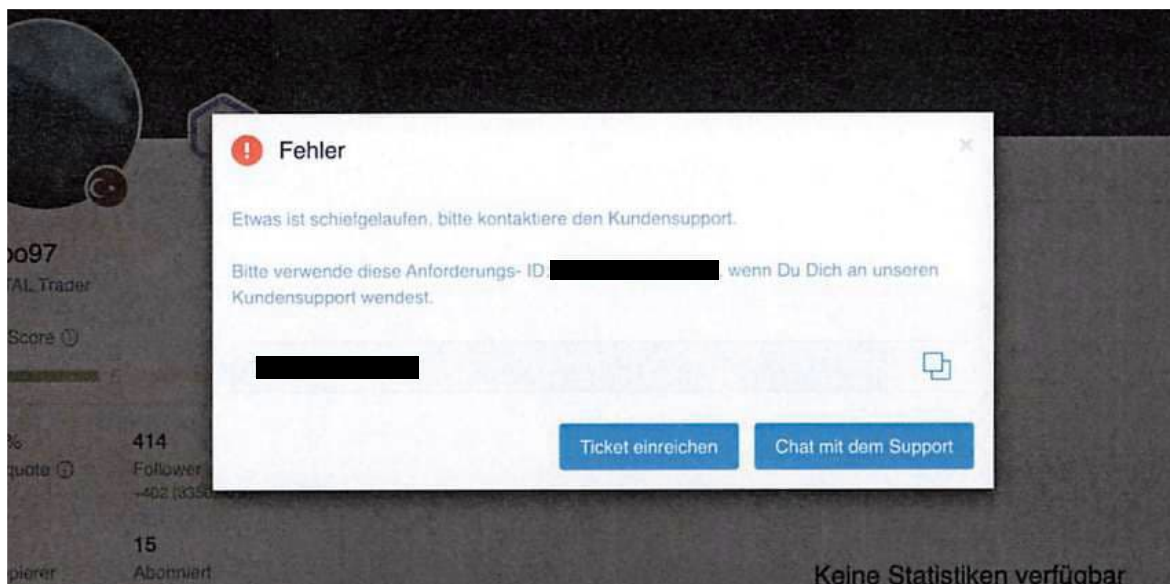 Fehler
Etwas ist schiefgelaufen, bitte kontaktiere den Kundensupport.
Bitte verwende diese Anforderungs- ID, wenn Du Dich an unseren
Kundensupport wendest.
Ticket einreichen
Chat mit dem Support
Trader
Score
%
414
Follower
15
Abonniert
Keine Statistiken verfügbar